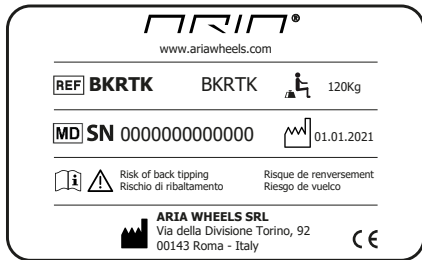 ARIA®
www.ariawheels.com
REF BKRTK BKRTK 120Kg
MD SN 0000000000000 01.01.2021
Risk of back tipping Risque de renversement
Rischio di ribaltamento Riesgo de vuelco
ARIA WHEELS SRL
Via della Divisione Torino, 92
00143 Roma - Italy
CE